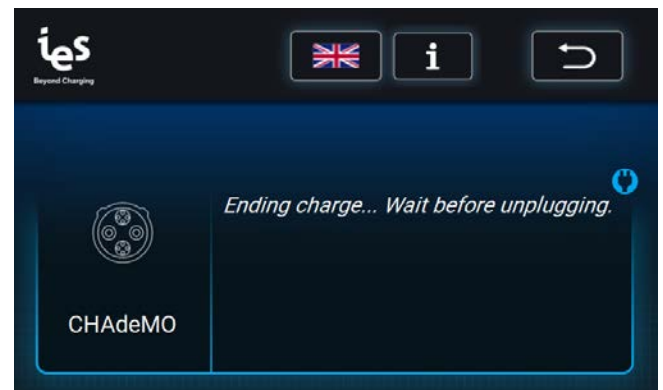 ies
Beyond Charging
i
Ending charge... Wait before unplugging.
CHAdeMO